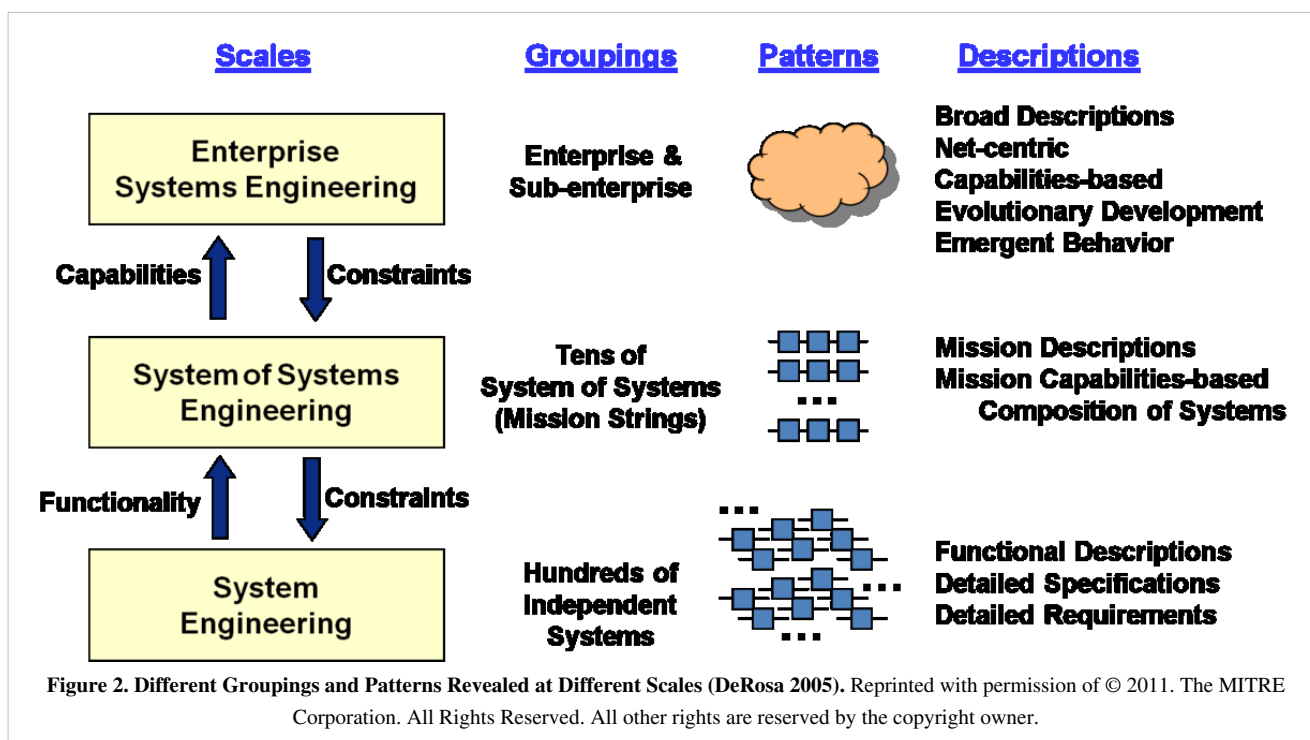 Scales
Groupings
Patterns
Descriptions
Enterprise
Systems Engineering
Enterprise &
Sub-enterprise
Broad Descriptions
Net-centric
Capabilities-based
Evolutionary Development
Emergent Behavior
Capabilities
Constraints
System of Systems
Engineering
Tens of
System of Systems
(Mission Strings)
Mission Descriptions
Mission Capabilities-based
Composition of Systems
Functionality
Constraints
System
Engineering
Hundreds of
Independent
Systems
Functional Descriptions
Detailed Specifications
Detailed Requirements
Figure 2. Different Groupings and Patterns Revealed at Different Scales (DeRosa 2005). Reprinted with permission of © 2011. The MITRE
Corporation. All Rights Reserved. All other rights are reserved by the copyright owner.